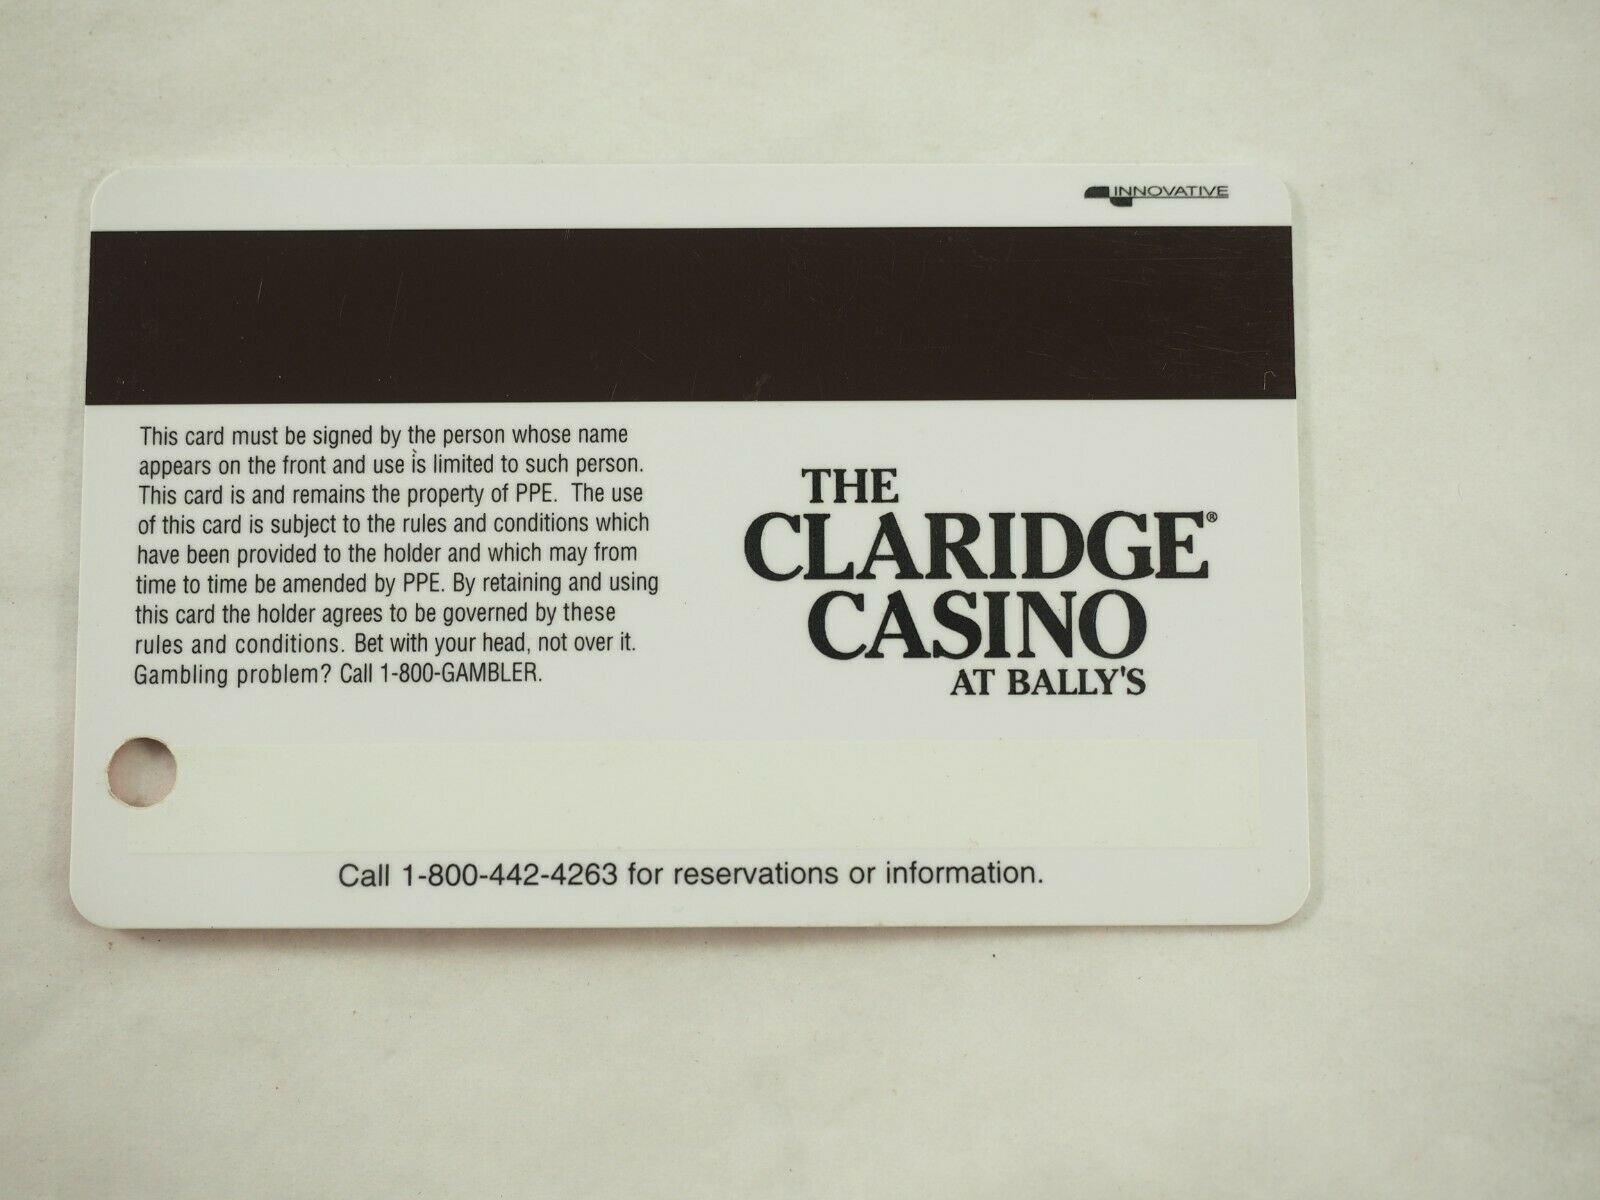 INNOVATIVE
This card must be signed by the person whose name
appears on the front and use is limited to such person.
This card is and remains the property of PPE. The use
of this card is subject to the rules and conditions which
have been provided to the holder and which may from
time to time be amended by PPE. By retaining and using
this card the holder agrees to be governed by these
rules and conditions. Bet with your head, not over it.
Gambling problem? Call 1-800-GAMBLER.
THE
CLARIDGE®
CASINO
AT BALLY'S
Call 1-800-442-4263 for reservations or information.